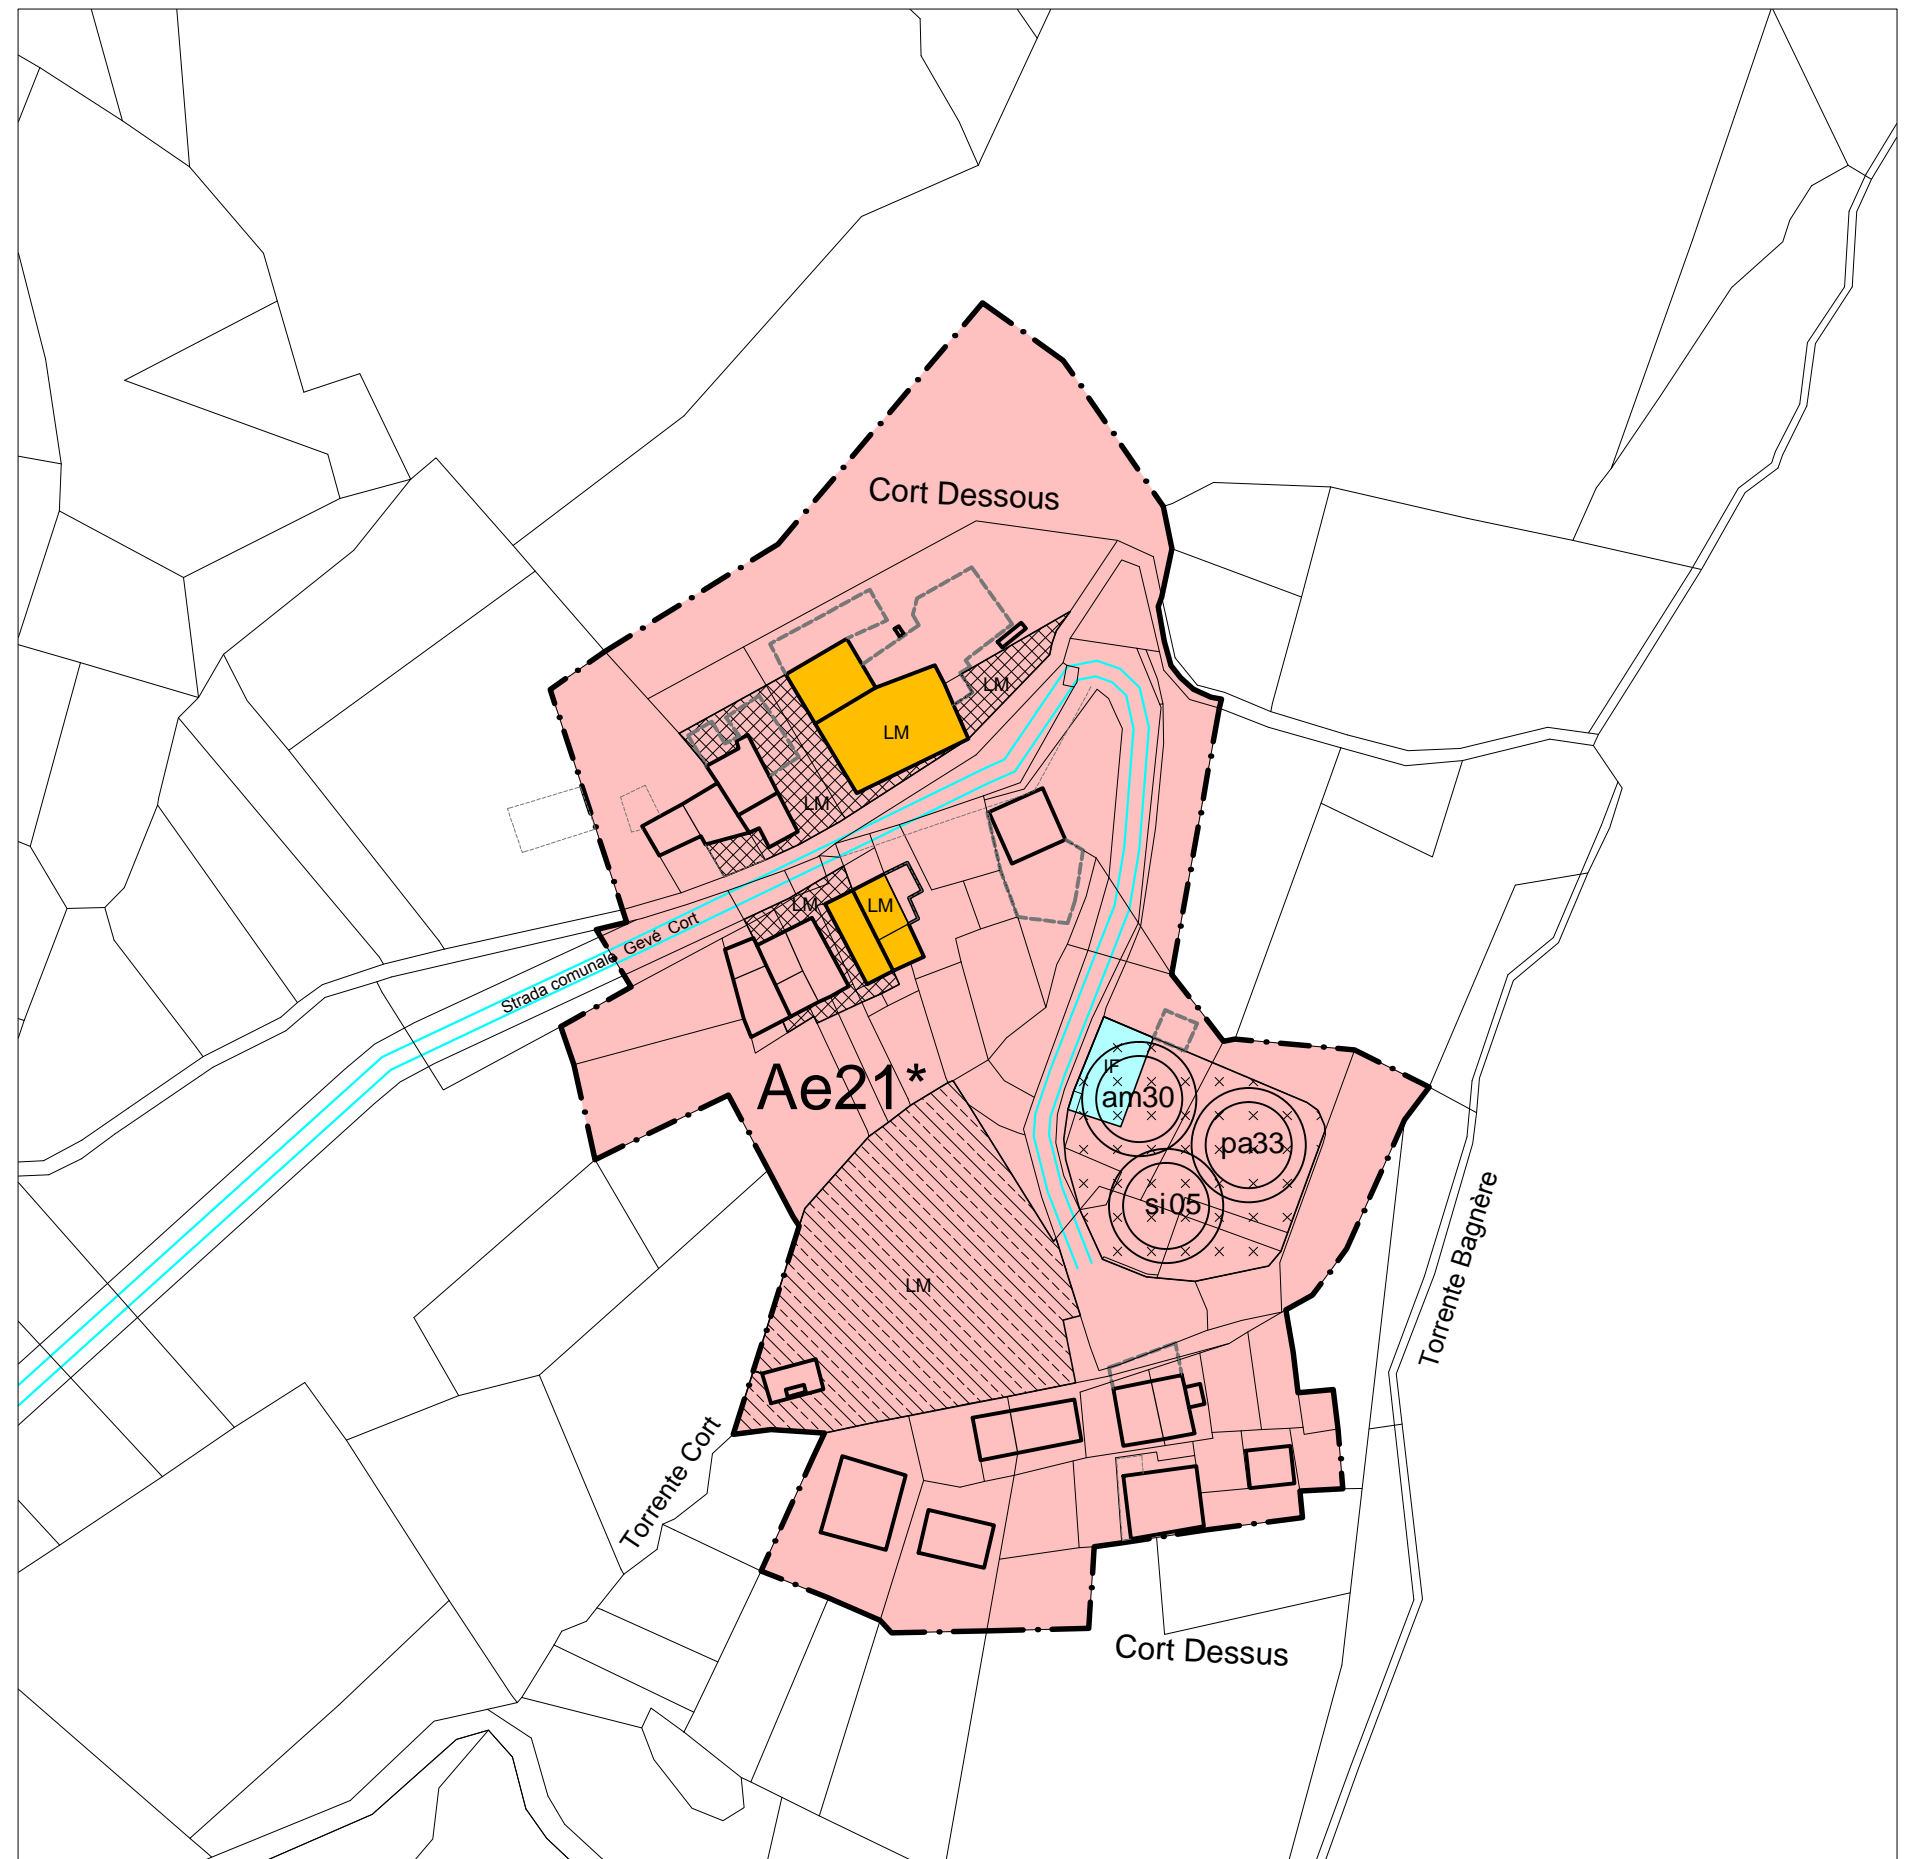 Cort Dessous
LM
LM
LM
LM
LM
Strada comunale Gevé Cort
Ae21*
IF
am30
pa33
si05
LM
Torrente Bagnère
Torrente Cort
Cort Dessus